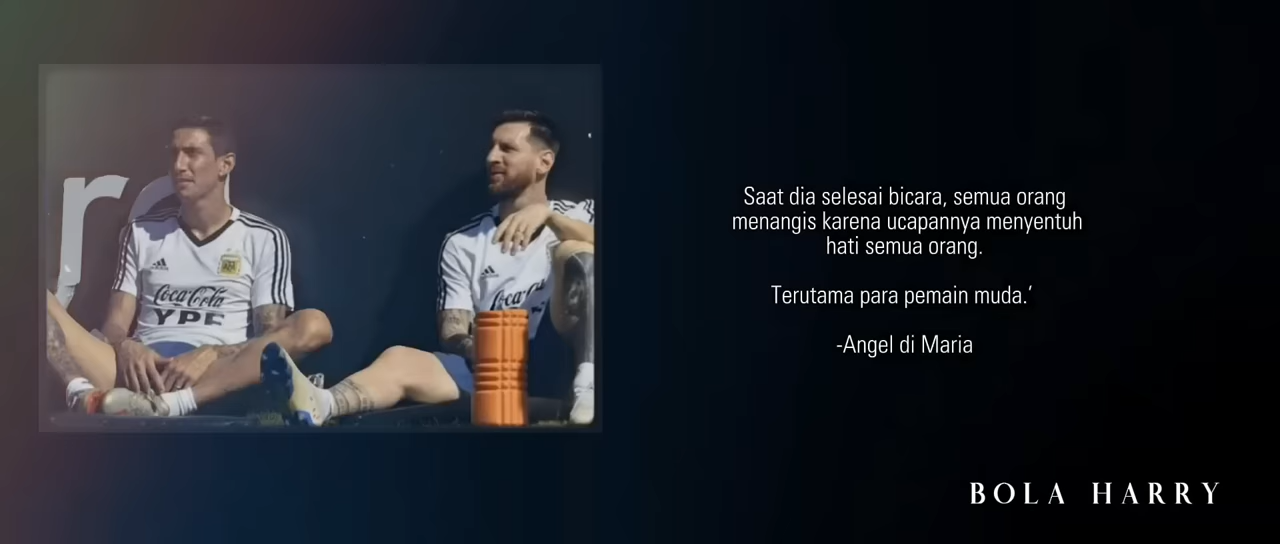 ro
Coca-Cola
YPF
Coca-Cola
Saat dia selesai bicara, semua orang
menangis karena ucapannya menyentuh
hati semua orang.
Terutama para pemain muda.’
-Angel di Maria
BOLA HARRY